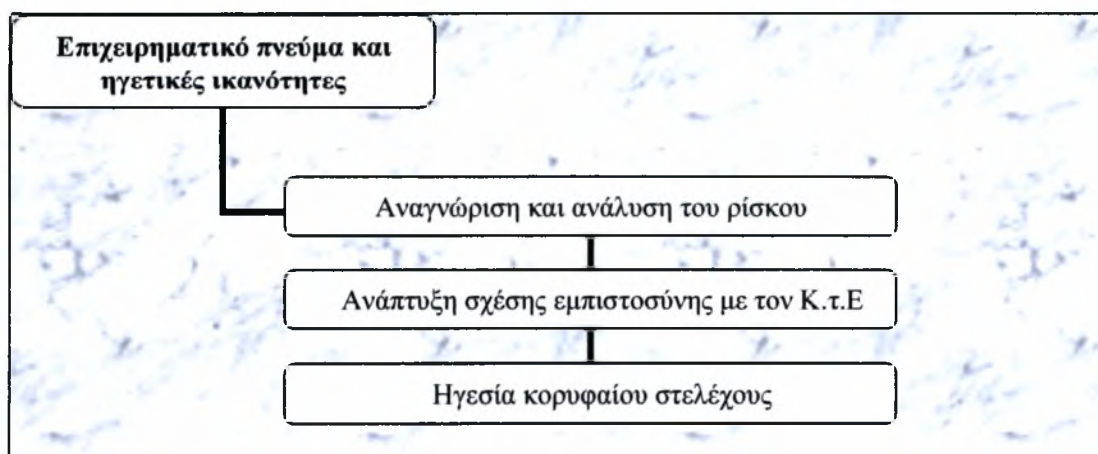 Επιχειρηματικό πνεύμα και
ηγετικές ικανότητες
Αναγνώριση και ανάλυση του ρίσκου
Ανάπτυξη σχέσης εμπιστοσύνης με τον Κ.τ.Ε
Ηγεσία κορυφαίου στελέχους